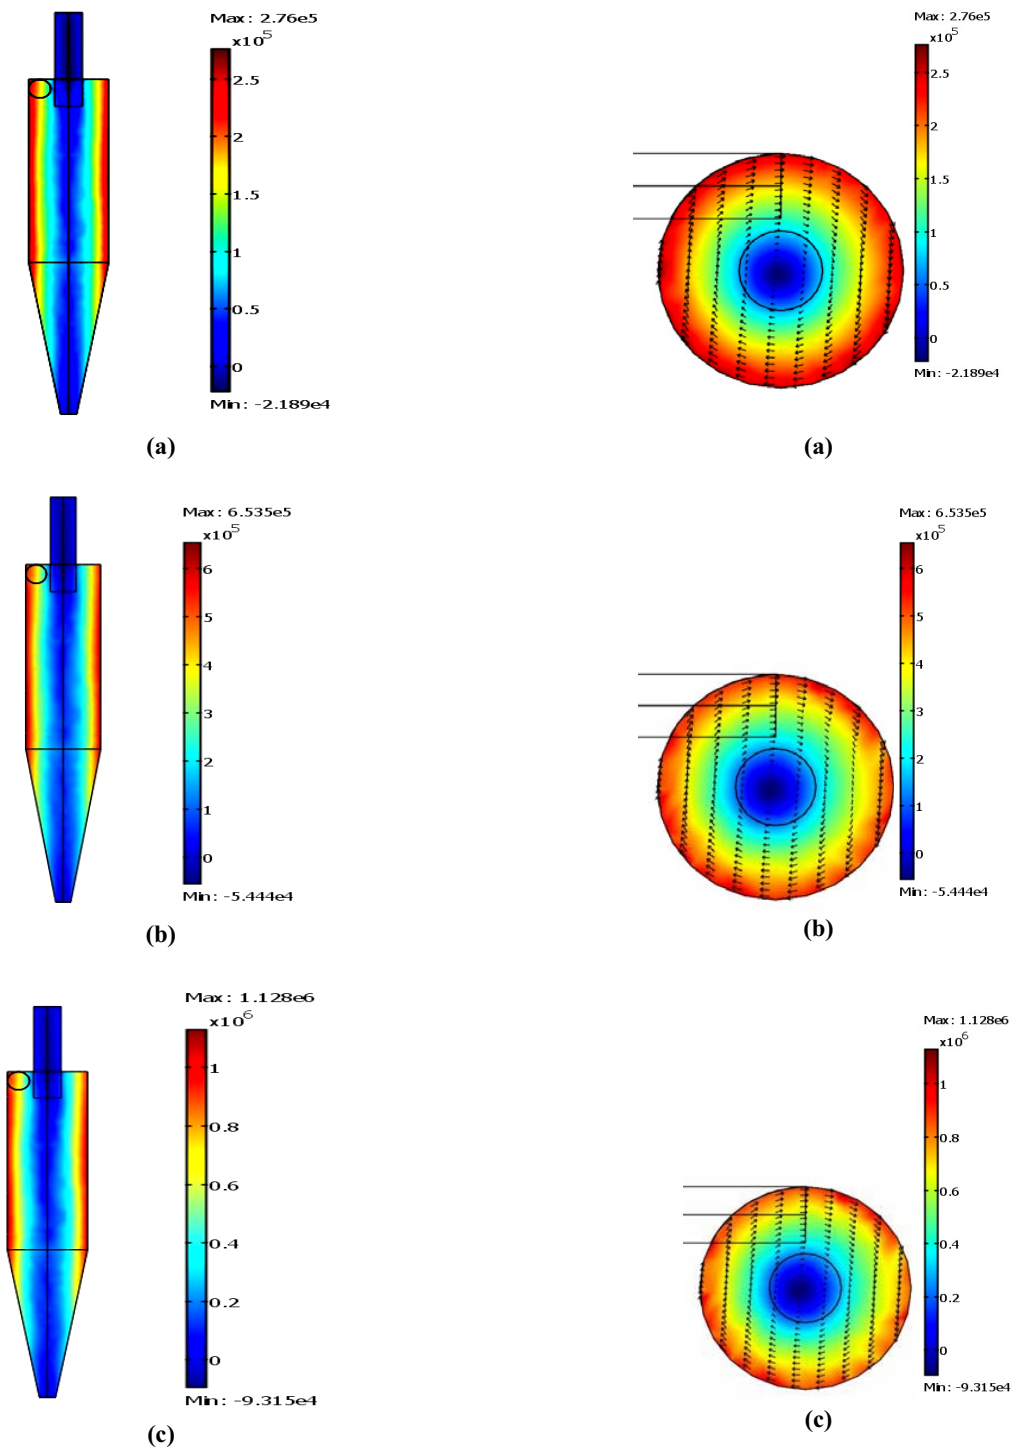 Max: 2.76e5
x10^5
2.5
2
1.5
1
0.5
0
Min: -2.189e4
(a)
Max: 2.76e5
x10^5
2.5
2
1.5
1
0.5
0
Min: -2.189e4
(a)
Max: 6.535e5
x10^5
6
5
4
3
2
1
0
Min: -5.444e4
(b)
Max: 6.535e5
x10^5
6
5
4
3
2
1
0
Min: -5.444e4
(b)
Max: 1.128e6
x10^6
1
0.8
0.6
0.4
0.2
0
Min: -9.315e4
(c)
Max: 1.128e6
x10^6
1
0.8
0.6
0.4
0.2
0
Min: -9.315e4
(c)